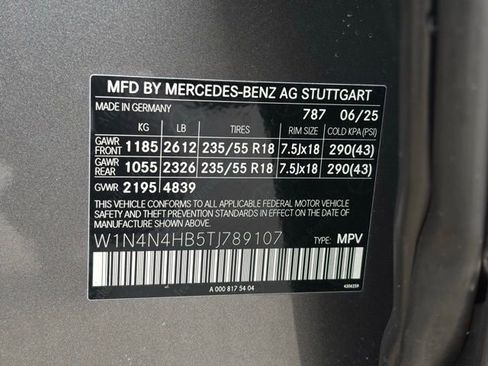 MFD BY MERCEDES-BENZ AG STUTTGART
MADE IN GERMANY 787 06/25
KG LB TIRES RIM SIZE COLD KPA (PSI)
GAWR FRONT 1185 2612 235/55 R18 7.5Jx18 290(43)
GAWR REAR 1055 2326 235/55 R18 7.5Jx18 290(43)
GVWR 2195 4839
THIS VEHICLE CONFORMS TO ALL APPLICABLE FEDERAL MOTOR VEHICLE
SAFETY AND THEFT PREVENTION STANDARDS IN EFFECT ON THE DATE OF
MANUFACTURE SHOWN ABOVE.
W1N4N4HB5TJ789107 TYPE: MPV
A 000 817 54 04 4306259